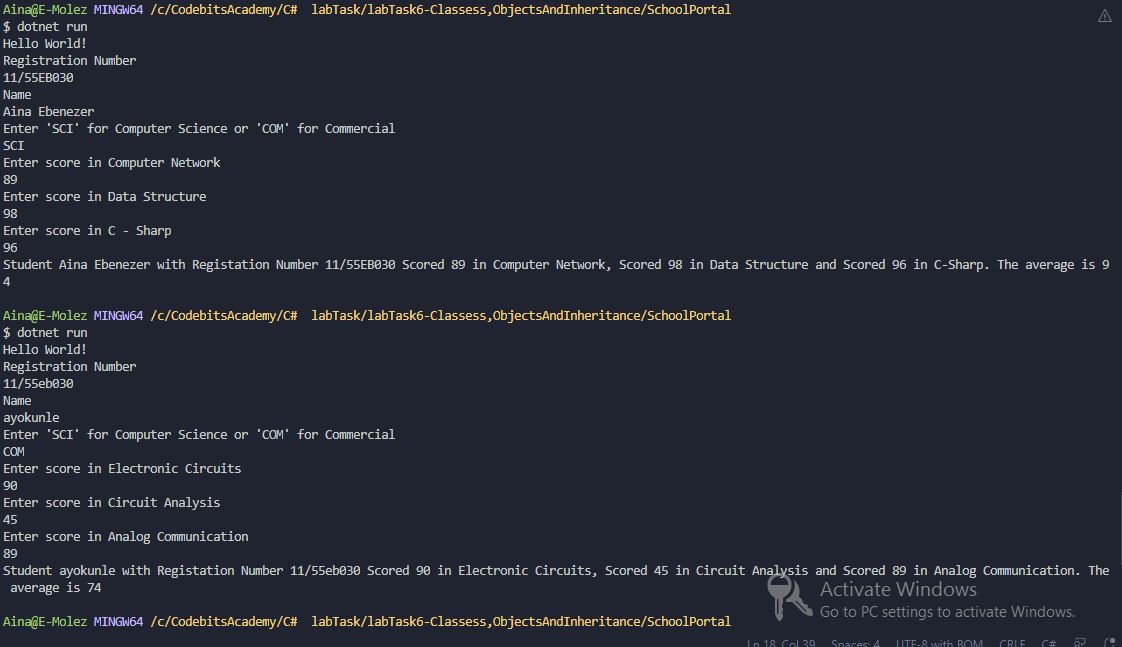 Aina@E-Molez MINGW64 /c/CodebitsAcademy/C#  labTask/labTask6-Classess,ObjectsAndInheritance/SchoolPortal
$ dotnet run
Hello World!
Registration Number
11/55EB030
Name
Aina Ebenezer
Enter 'SCI' for Computer Science or 'COM' for Commercial
SCI
Enter score in Computer Network
89
Enter score in Data Structure
98
Enter score in C - Sharp
96
Student Aina Ebenezer with Registation Number 11/55EB030 Scored 89 in Computer Network, Scored 98 in Data Structure and Scored 96 in C-Sharp. The average is 9
4
Aina@E-Molez MINGW64 /c/CodebitsAcademy/C#  labTask/labTask6-Classess,ObjectsAndInheritance/SchoolPortal
$ dotnet run
Hello World!
Registration Number
11/55eb030
Name
ayokunle
Enter 'SCI' for Computer Science or 'COM' for Commercial
COM
Enter score in Electronic Circuits
90
Enter score in Circuit Analysis
45
Enter score in Analog Communication
89
Student ayokunle with Registation Number 11/55eb030 Scored 90 in Electronic Circuits, Scored 45 in Circuit Analysis and Scored 89 in Analog Communication. The
 average is 74
Activate Windows
Go to PC settings to activate Windows.
Aina@E-Molez MINGW64 /c/CodebitsAcademy/C#  labTask/labTask6-Classess,ObjectsAndInheritance/SchoolPortal
Ln 18, Col 39 Spaces: 4 UTF-8 with BOM CRLF C#